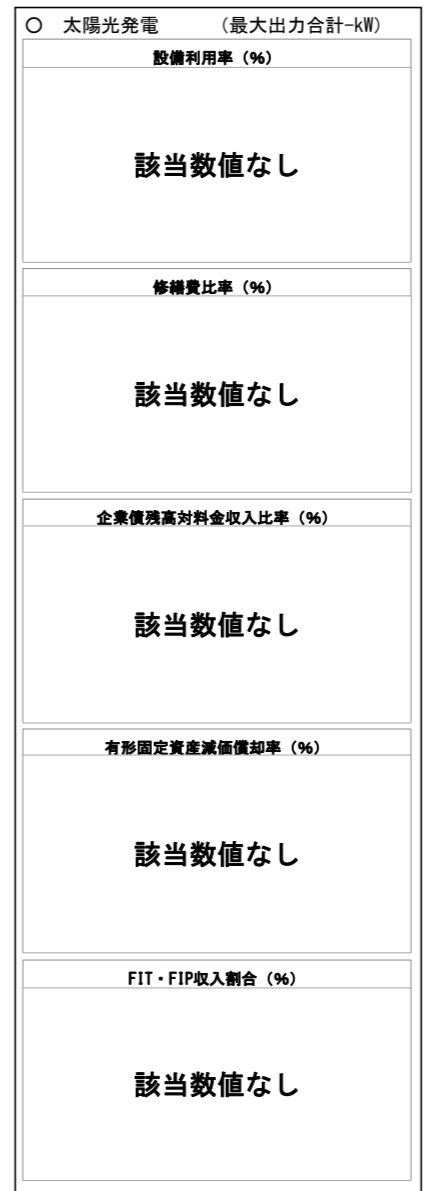 ○ 太陽光発電 (最大出力合計-kW)
設備利用率 (%)
該当数値なし
修繕費比率 (%)
該当数値なし
企業債残高対料金収入比率 (%)
該当数値なし
有形固定資産減価償却率 (%)
該当数値なし
FIT・FIP収入割合 (%)
該当数値なし